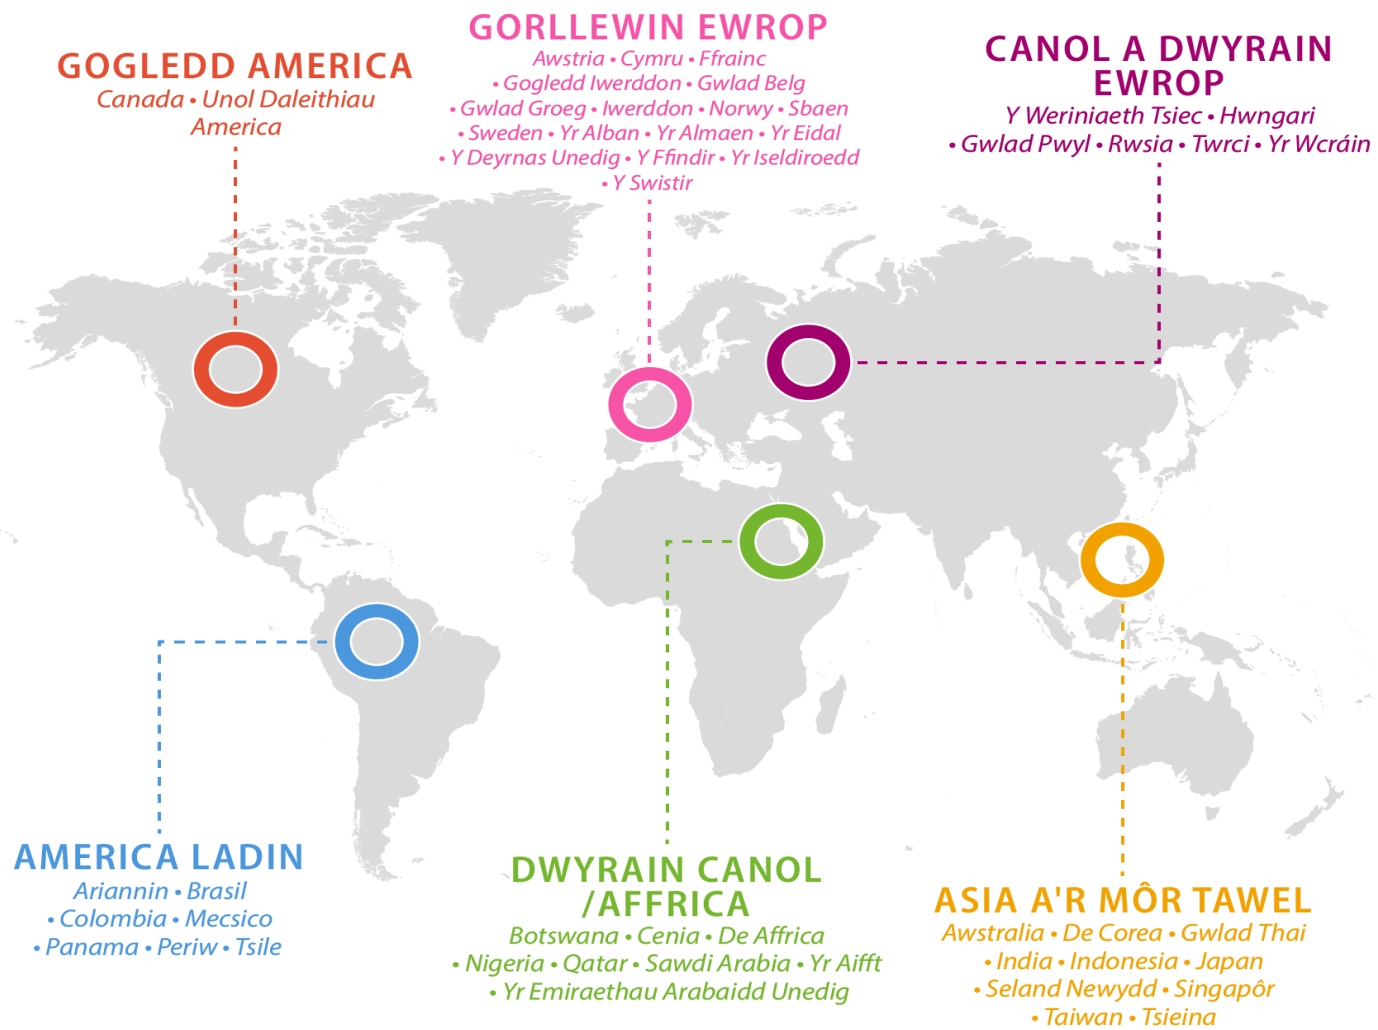 GOGLEDD AMERICA
Canada • Unol Daleithiau
America
GORLLEWIN EWROP
Awstria • Cymru • Ffrainc
• Gogledd Iwerddon • Gwlad Belg
• Gwlad Groeg • Iwerddon • Norwy • Sbaen
• Sweden • Yr Alban • Yr Almaen • Yr Eidal
• Y Deyrnas Unedig • Y Ffindir • Yr Iseldiroedd
• Y Swistir
CANOL A DWYRAIN
EWROP
Y Weriniaeth Tsiec • Hwngari
• Gwlad Pwyl • Rwsia • Twrci • Yr Wcráin
AMERICA LADIN
Ariannin • Brasil
• Colombia • Mecsico
• Panama • Periw • Tsile
DWYRAIN CANOL
/AFFRICA
Botswana • Cenia • De Affrica
• Nigeria • Qatar • Sawdi Arabia • Yr Aifft
• Yr Emiraethau Arabaidd Unedig
ASIA A'R MÔR TAWEL
Awstralia • De Corea • Gwlad Thai
• India • Indonesia • Japan
• Seland Newydd • Singapôr
• Taiwan • Tsieina